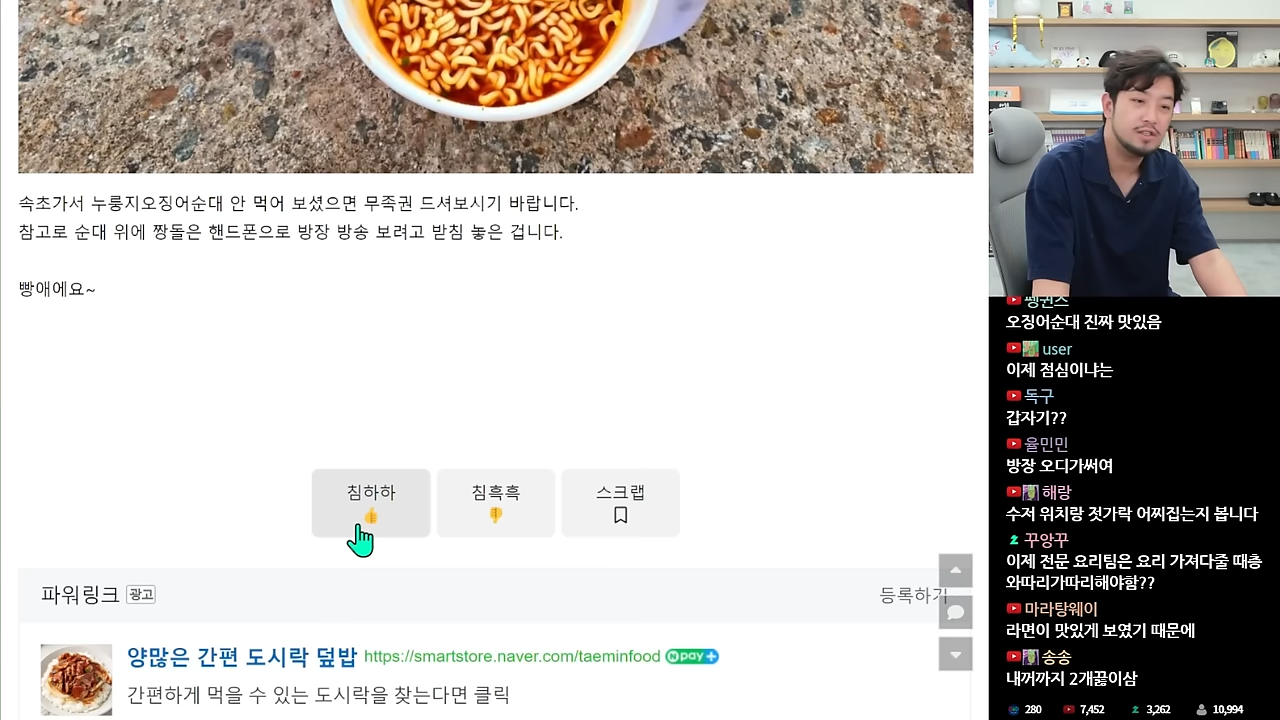 속초가서 누룽지오징어순대 안 먹어 보셨으면 무족권 드셔보시기 바랍니다.
참고로 순대 위에 짱돌은 핸드폰으로 방장 방송 보려고 받침 놓은 겁니다.
빵애에요~
침하하
침흑흑
스크랩
파워링크 광고
등록하기
양많은 간편 도시락 덮밥 https://smartstore.naver.com/taeminfood N pay+
간편하게 먹을 수 있는 도시락을 찾는다면 클릭
펭귄즈
오징어순대 진짜 맛있음
user
이제 점심이냐는
독구
갑자기??
율민민
방장 오디가써여
해랑
수저 위치랑 젓가락 어찌집는지 봅니다
꾸앙꾸
이제 전문 요리팀은 요리 가져다줄 때층
와따리가따리해야함??
마라탕웨이
라면이 맛있게 보였기 때문에
송송
내꺼까지 2개끓이삼
280 7,452 3,262 10,994